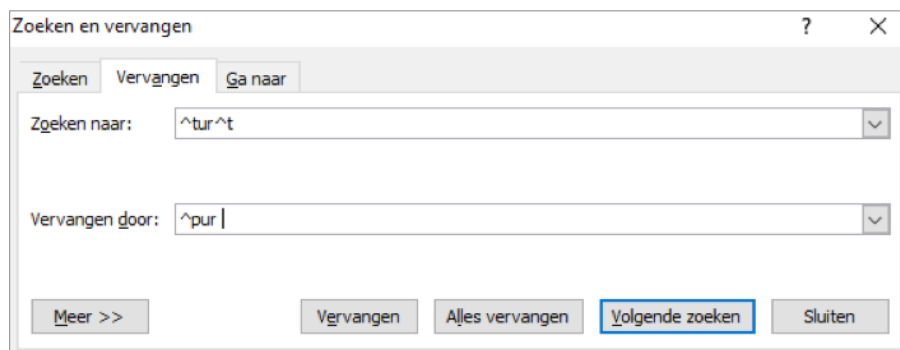 Zoeken en vervangen ? ×
Zoeken Vervangen Ga naar
Zoeken naar: ^tur^t
Vervangen door: ^pur
Meer >> Vervangen Alles vervangen Volgende zoeken Sluiten